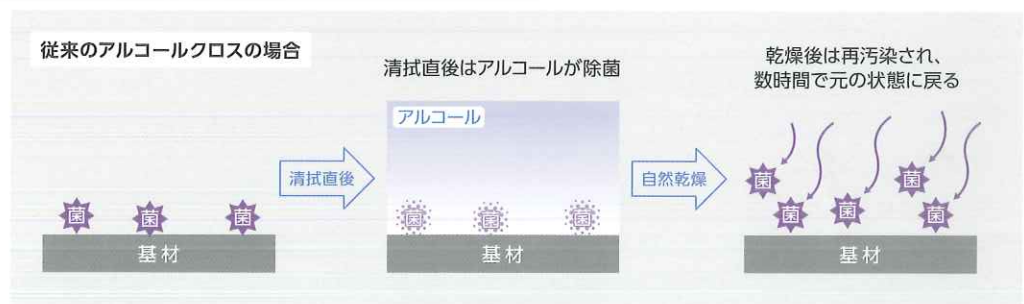 従来のアルコールクロスの場合
清拭直後はアルコールが除菌
乾燥後は再汚染され、
数時間で元の状態に戻る
菌
菌
菌
基材
清拭直後
アルコール
菌
菌
菌
基材
自然乾燥
菌
菌
菌
菌
菌
基材